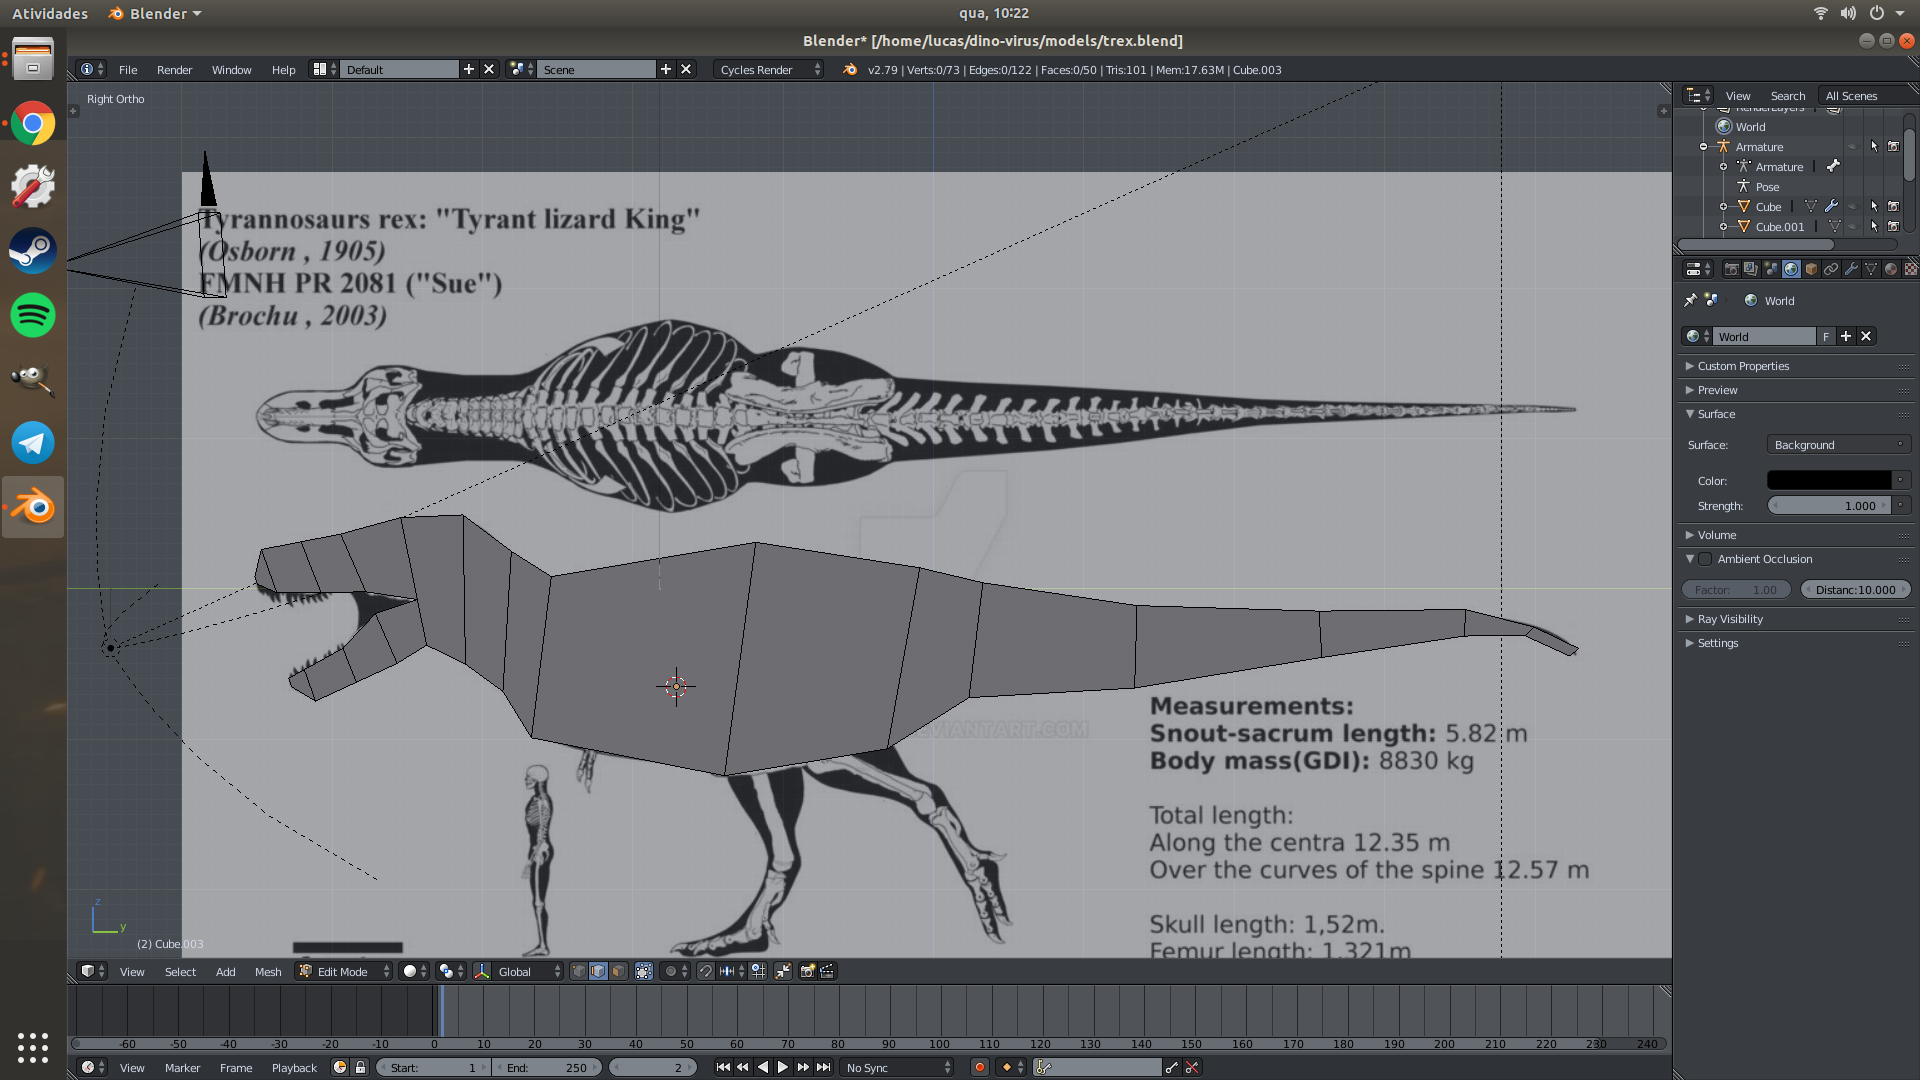 Atividades
Blender
qua, 10:22
Blender* [/home/lucas/dino-virus/models/trex.blend]
File Render Window Help
Default
Scene
Cycles Render
v2.79 | Verts:0/73 | Edges:0/122 | Faces:0/50 | Tris:101 | Mem:17.63M | Cube.003
Right Ortho
Tyrannosaurs rex: "Tyrant lizard King"
(Osborn , 1905)
FMNH PR 2081 ("Sue")
(Brochu , 2003)
Measurements:
Snout-sacrum length: 5.82 m
Body mass(GDI): 8830 kg
Total length:
Along the centra 12.35 m
Over the curves of the spine 12.57 m
Skull length: 1,52m.
Femur length: 1.321m
z
y
(2) Cube.003
View Select Add Mesh Edit Mode Global
-60 -50 -40 -30 -20 -10 0 10 20 30 40 50 60 70 80 90 100 110 120 130 140 150 160 170 180 190 200 210 220 230 240
View Marker Frame Playback Start: 1 End: 250 2 No Sync
View Search All Scenes
RenderLayers
World
Armature
Armature
Pose
Cube
Cube.001
World
World F
Custom Properties
Preview
Surface
Surface: Background
Color:
Strength: 1.000
Volume
Ambient Occlusion
Factor: 1.00 Distanc:10.000
Ray Visibility
Settings